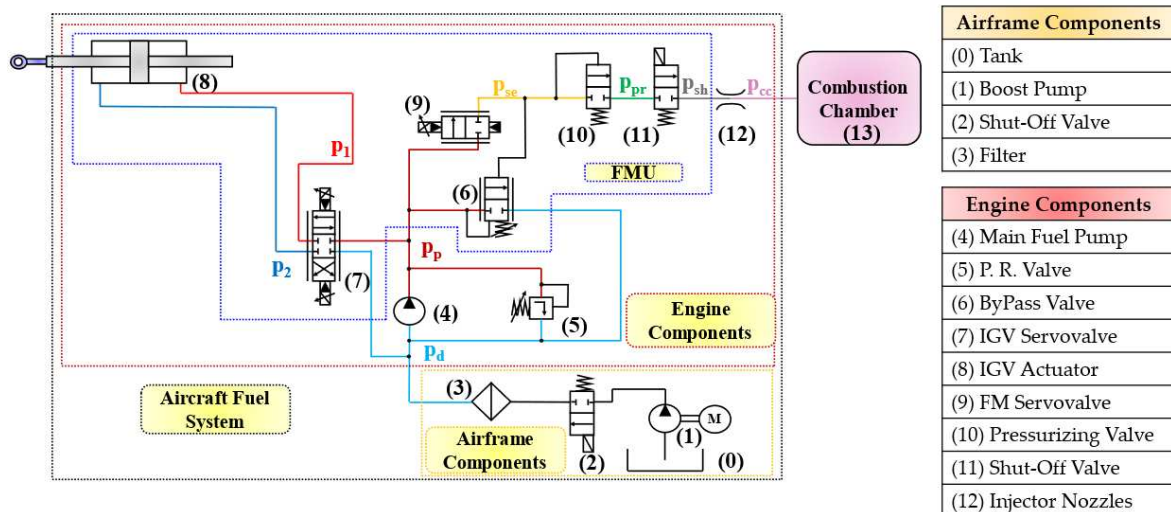 (8)
p1
p2
(7)
(9)
pse
(6)
pp
(4)
pd
(5)
(10)
ppr
(11)
psh
(12)
pcc
FMU
Combustion
Chamber
(13)
Engine
Components
Aircraft Fuel
System
(3)
Airframe
Components
(2)
(1)
M
(0)
Airframe Components
(0) Tank
(1) Boost Pump
(2) Shut-Off Valve
(3) Filter
Engine Components
(4) Main Fuel Pump
(5) P. R. Valve
(6) ByPass Valve
(7) IGV Servovalve
(8) IGV Actuator
(9) FM Servovalve
(10) Pressurizing Valve
(11) Shut-Off Valve
(12) Injector Nozzles